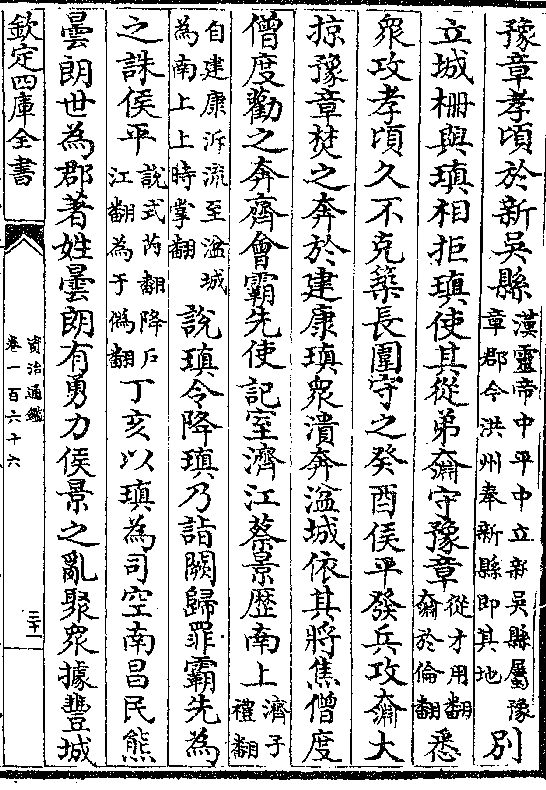 豫章孝頃於新吳縣漢靈帝中平中立新吳縣屬豫章郡今洪州奉新縣即其地別
立城柵與瑱相拒瑱使其從弟奫守豫章從才用翻奫於倫翻悉
衆攻孝頃久不克築長圍守之癸酉侯平發兵攻奫大
掠豫章焚之奔於建康瑱衆潰奔湓城依其將焦僧度
僧度勸之奔齊會霸先使記室濟江蔡景歷南上濟子禮翻
自建康泝流至湓城為南上上時掌翻說瑱令降瑱乃詣闕歸罪霸先為
之誅侯平說式芮翻降户江翻為于偽翻丁亥以瑱為司空南昌民熊
曇朗世為郡著姓曇朗有勇力侯景之亂聚衆據豐城
欽定四庫全書
資治通鑑
卷一百六十六